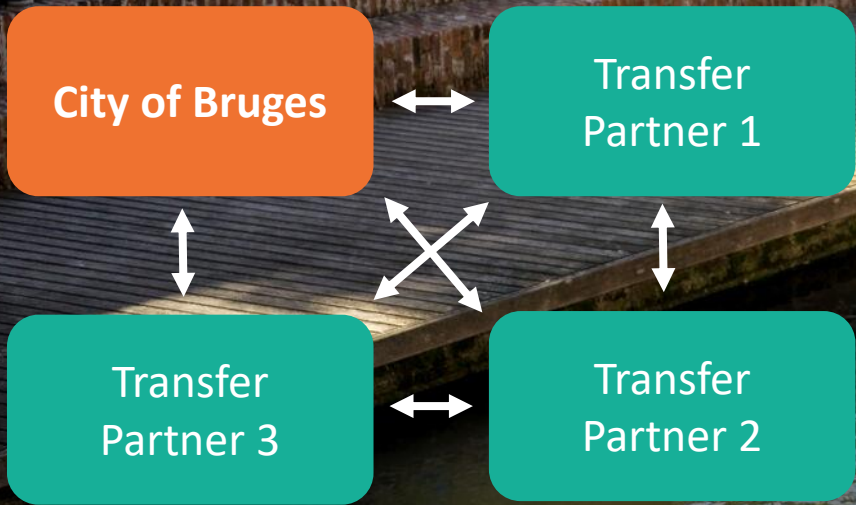 City of Bruges
Transfer
Partner 1
Transfer
Partner 3
Transfer
Partner 2